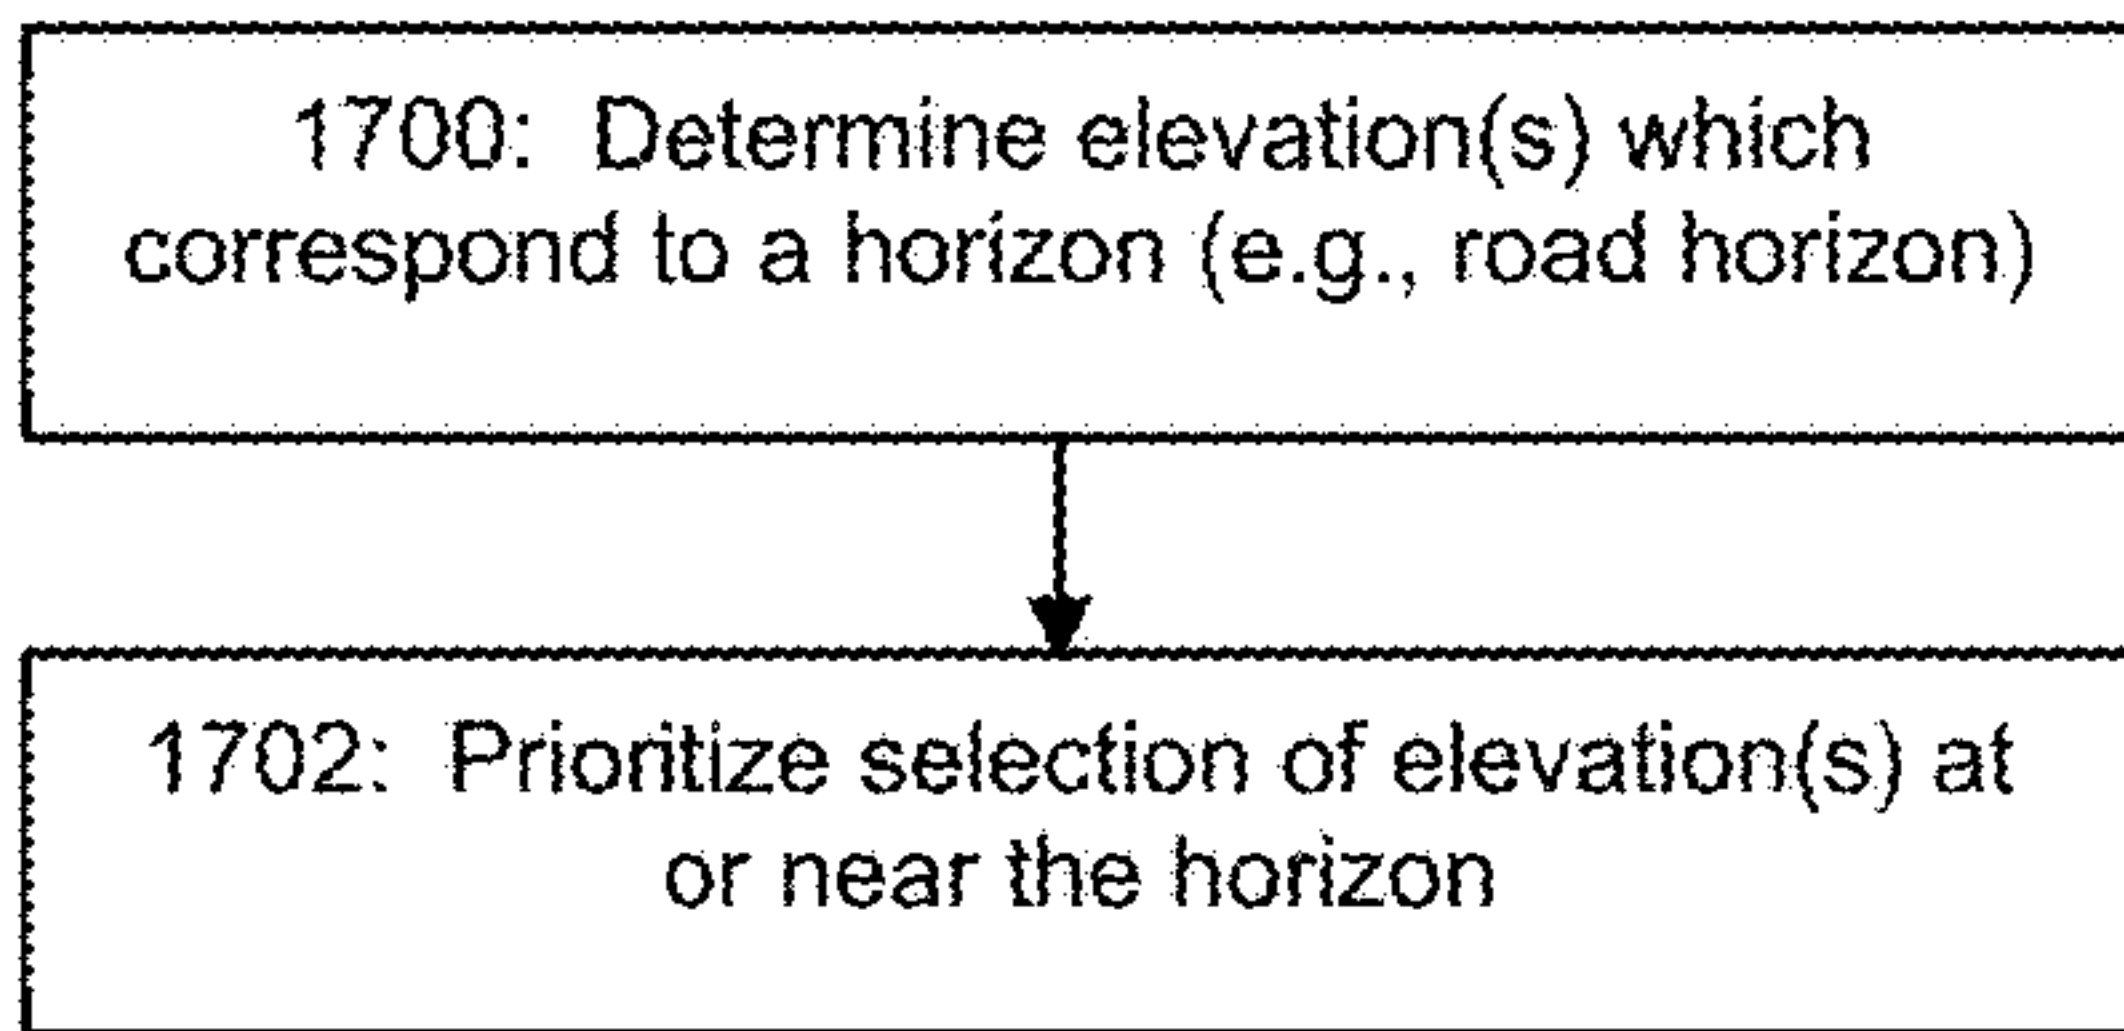 1700: Determine elevation(s) which
correspond to a horizon (e.g., road horizon)
1702: Prioritize selection of elevation(s) at
or near the horizon